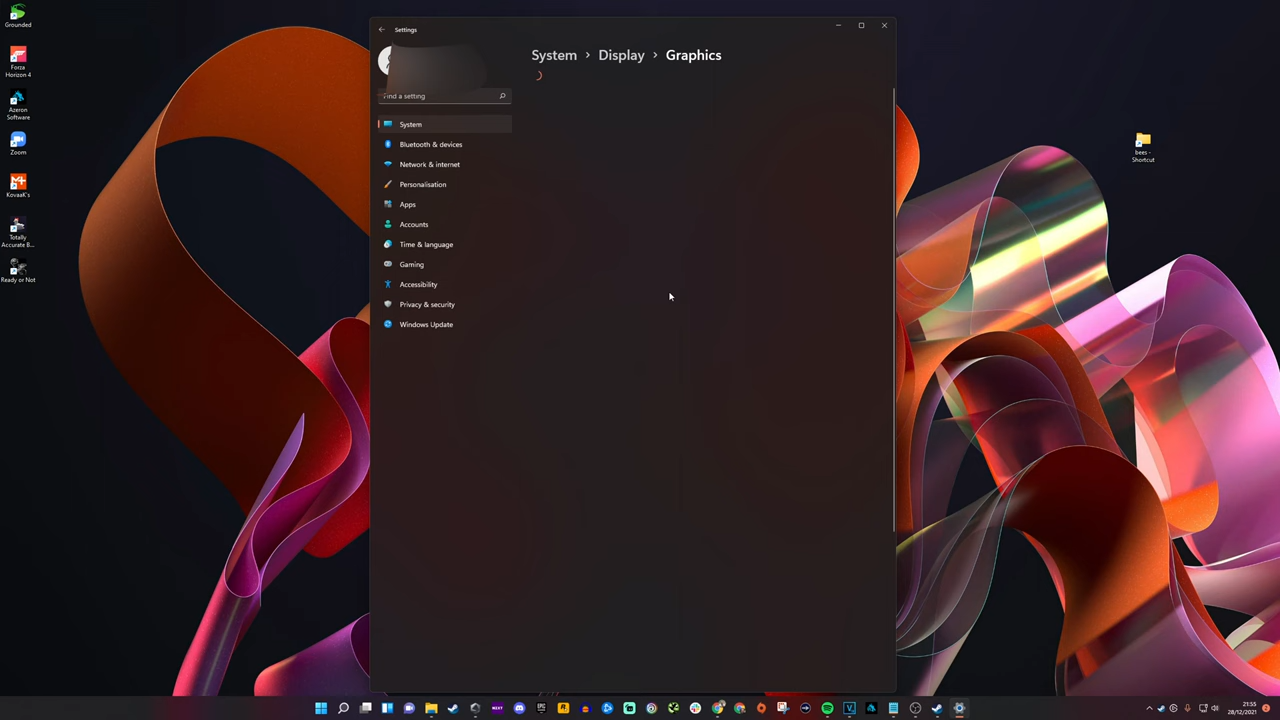 Grounded
Forza
Horizon 4
Azeron
Software
Zoom
KovaaK's
Totally
Accurate B...
Ready or Not
Settings
System > Display > Graphics
Find a setting
System
Bluetooth & devices
Network & internet
Personalisation
Apps
Accounts
Time & language
Gaming
Accessibility
Privacy & security
Windows Update
bees -
Shortcut
NEXT
EPIC
21:55
28/12/2021